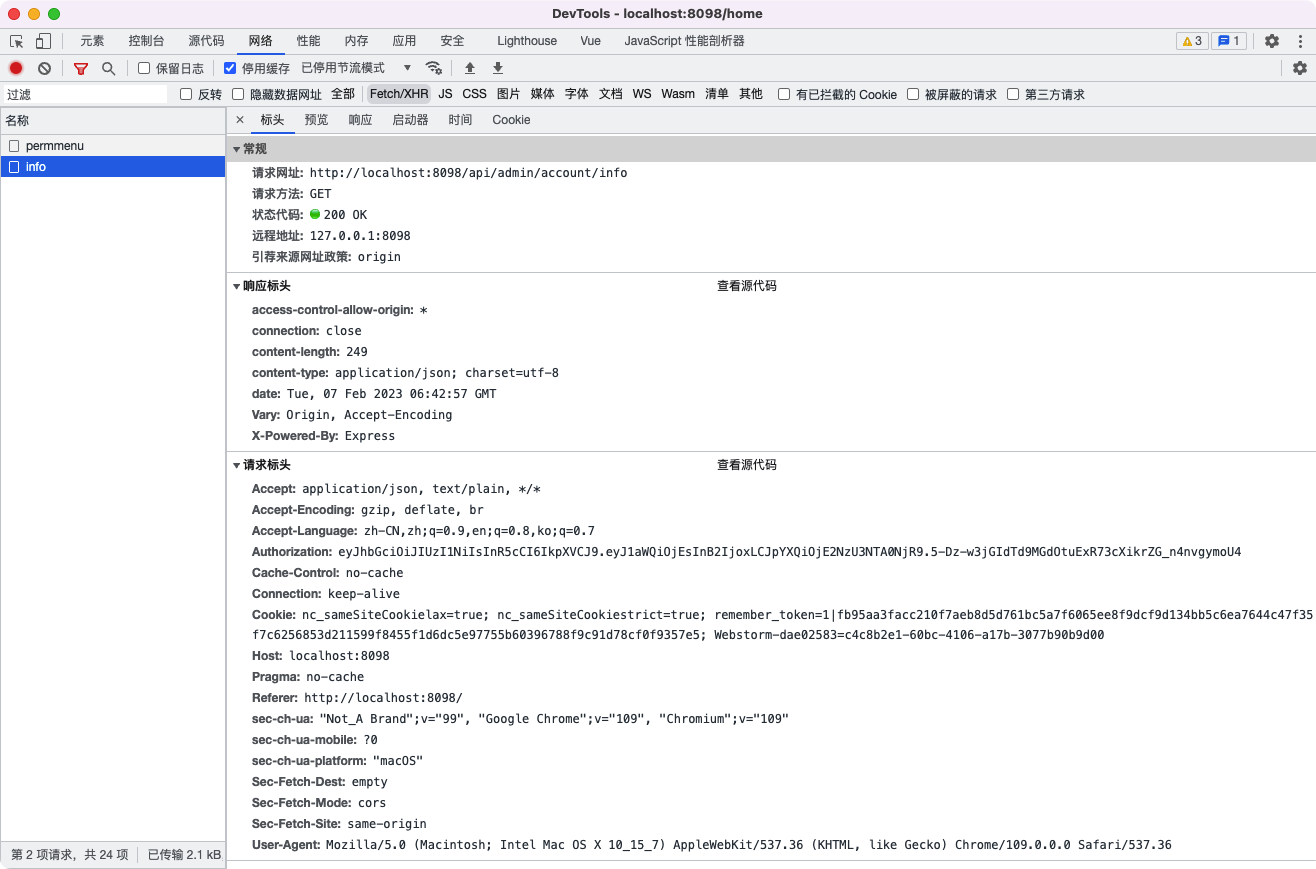 DevTools - localhost:8098/home
元素 控制台 源代码 网络 性能 内存 应用 安全 Lighthouse Vue JavaScript 性能剖析器 3 1
保留日志 停用缓存 已停用节流模式
过滤 反转 隐藏数据网址 全部 Fetch/XHR JS CSS 图片 媒体 字体 文档 WS Wasm 清单 其他 有已拦截的 Cookie 被屏蔽的请求 第三方请求
名称
permmenu
info
× 标头 预览 响应 启动器 时间 Cookie
常规
请求网址: http://localhost:8098/api/admin/account/info
请求方法: GET
状态代码: 200 OK
远程地址: 127.0.0.1:8098
引荐来源网址政策: origin
响应标头 查看源代码
access-control-allow-origin: *
connection: close
content-length: 249
content-type: application/json; charset=utf-8
date: Tue, 07 Feb 2023 06:42:57 GMT
Vary: Origin, Accept-Encoding
X-Powered-By: Express
请求标头 查看源代码
Accept: application/json, text/plain, */*
Accept-Encoding: gzip, deflate, br
Accept-Language: zh-CN,zh;q=0.9,en;q=0.8,ko;q=0.7
Authorization: eyJhbGciOiJIUzI1NiIsInR5cCI6IkpXVCJ9.eyJ1aWQiOjEsInB2IjoxLCJpYXQiOjE2NzU3NTA0NjR9.5-Dz-w3jGIdTd9MGdOtuExR73cXikrZG_n4nvgymoU4
Cache-Control: no-cache
Connection: keep-alive
Cookie: nc_sameSiteCookielax=true; nc_sameSiteCookiestrict=true; remember_token=1|fb95aa3facc210f7aeb8d5d761bc5a7f6065ee8f9dcf9d134bb5c6ea7644c47f35
f7c6256853d211599f8455f1d6dc5e97755b60396788f9c91d78cf0f9357e5; Webstorm-dae02583=c4c8b2e1-60bc-4106-a17b-3077b90b9d00
Host: localhost:8098
Pragma: no-cache
Referer: http://localhost:8098/
sec-ch-ua: "Not_A Brand";v="99", "Google Chrome";v="109", "Chromium";v="109"
sec-ch-ua-mobile: ?0
sec-ch-ua-platform: "macOS"
Sec-Fetch-Dest: empty
Sec-Fetch-Mode: cors
Sec-Fetch-Site: same-origin
User-Agent: Mozilla/5.0 (Macintosh; Intel Mac OS X 10_15_7) AppleWebKit/537.36 (KHTML, like Gecko) Chrome/109.0.0.0 Safari/537.36
第 2 项请求，共 24 项 已传输 2.1 kB